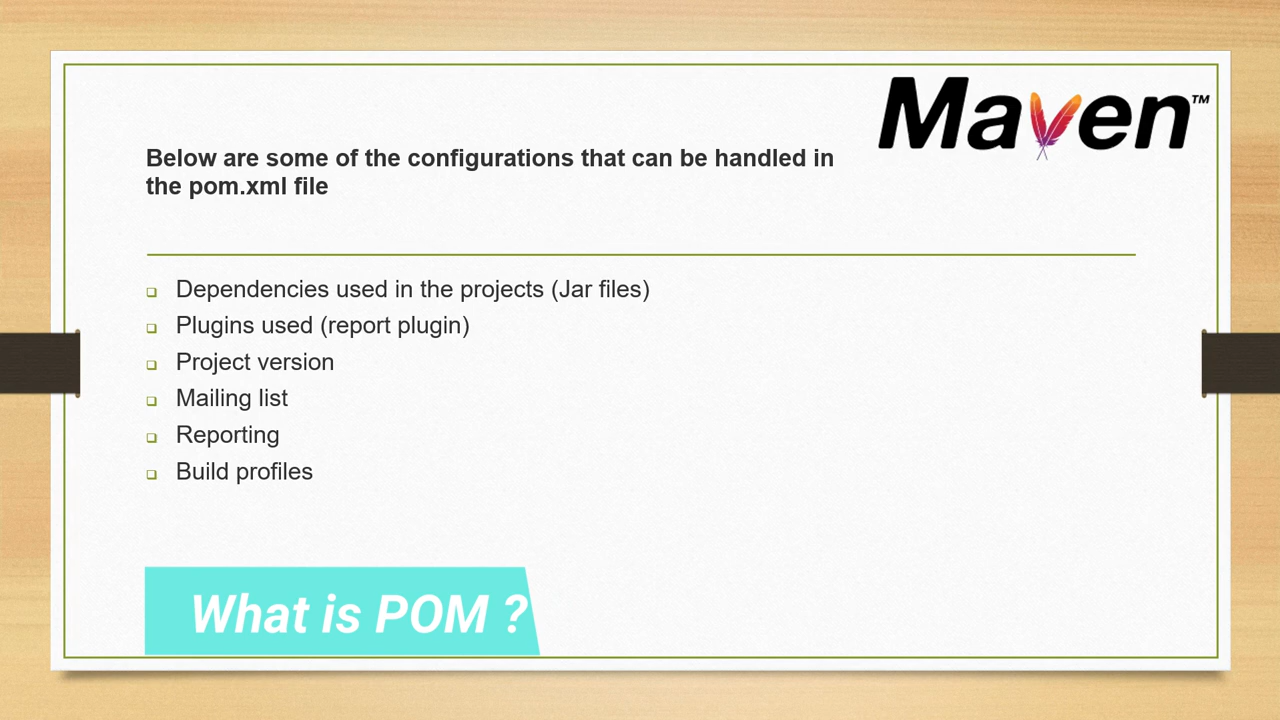 Maven™
Below are some of the configurations that can be handled in
the pom.xml file
Dependencies used in the projects (Jar files)
Plugins used (report plugin)
Project version
Mailing list
Reporting
Build profiles
What is POM ?